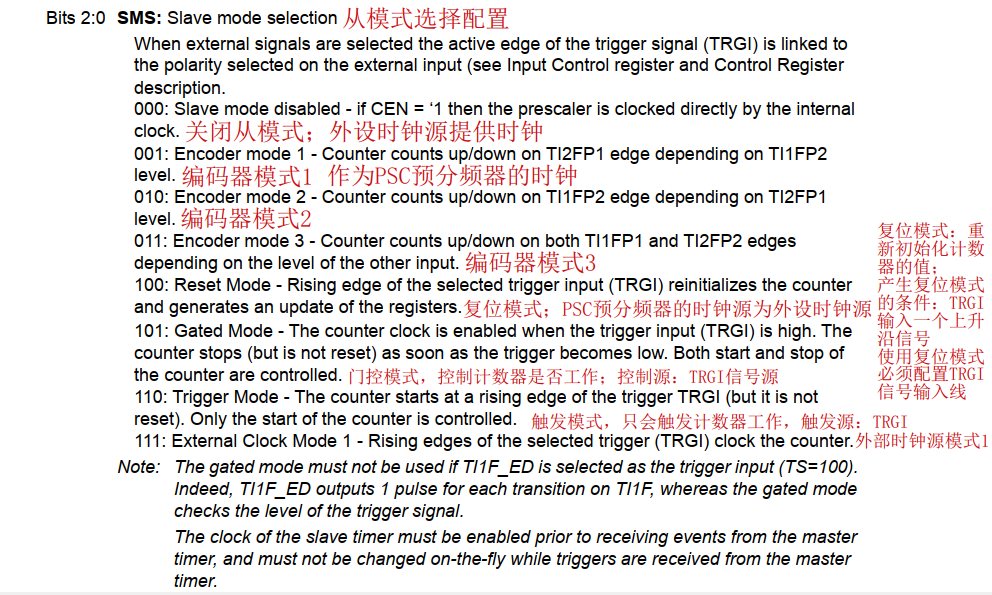 Bits 2:0 SMS: Slave mode selection 从模式选择配置
When external signals are selected the active edge of the trigger signal (TRGI) is linked to
the polarity selected on the external input (see Input Control register and Control Register
description.
000: Slave mode disabled - if CEN = ‘1 then the prescaler is clocked directly by the internal
clock. 关闭从模式；外设时钟源提供时钟
001: Encoder mode 1 - Counter counts up/down on TI2FP1 edge depending on TI1FP2
level. 编码器模式1 作为PSC预分频器的时钟
010: Encoder mode 2 - Counter counts up/down on TI1FP2 edge depending on TI2FP1
level. 编码器模式2
011: Encoder mode 3 - Counter counts up/down on both TI1FP1 and TI2FP2 edges
depending on the level of the other input. 编码器模式3
100: Reset Mode - Rising edge of the selected trigger input (TRGI) reinitializes the counter
and generates an update of the registers. 复位模式；PSC预分频器的时钟源为外设时钟源
复位模式：重
新初始化计数
器的值；
产生复位模式
的条件：TRGI
输入一个上升
沿信号
使用复位模式
必须配置TRGI
信号输入线
101: Gated Mode - The counter clock is enabled when the trigger input (TRGI) is high. The
counter stops (but is not reset) as soon as the trigger becomes low. Both start and stop of
the counter are controlled. 门控模式，控制计数器是否工作；控制源：TRGI信号源
110: Trigger Mode - The counter starts at a rising edge of the trigger TRGI (but it is not
reset). Only the start of the counter is controlled. 触发模式，只会触发计数器工作，触发源：TRGI
111: External Clock Mode 1 - Rising edges of the selected trigger (TRGI) clock the counter. 外部时钟源模式1
Note: The gated mode must not be used if TI1F_ED is selected as the trigger input (TS=100).
Indeed, TI1F_ED outputs 1 pulse for each transition on TI1F, whereas the gated mode
checks the level of the trigger signal.
The clock of the slave timer must be enabled prior to receiving events from the master
timer, and must not be changed on-the-fly while triggers are received from the master
timer.